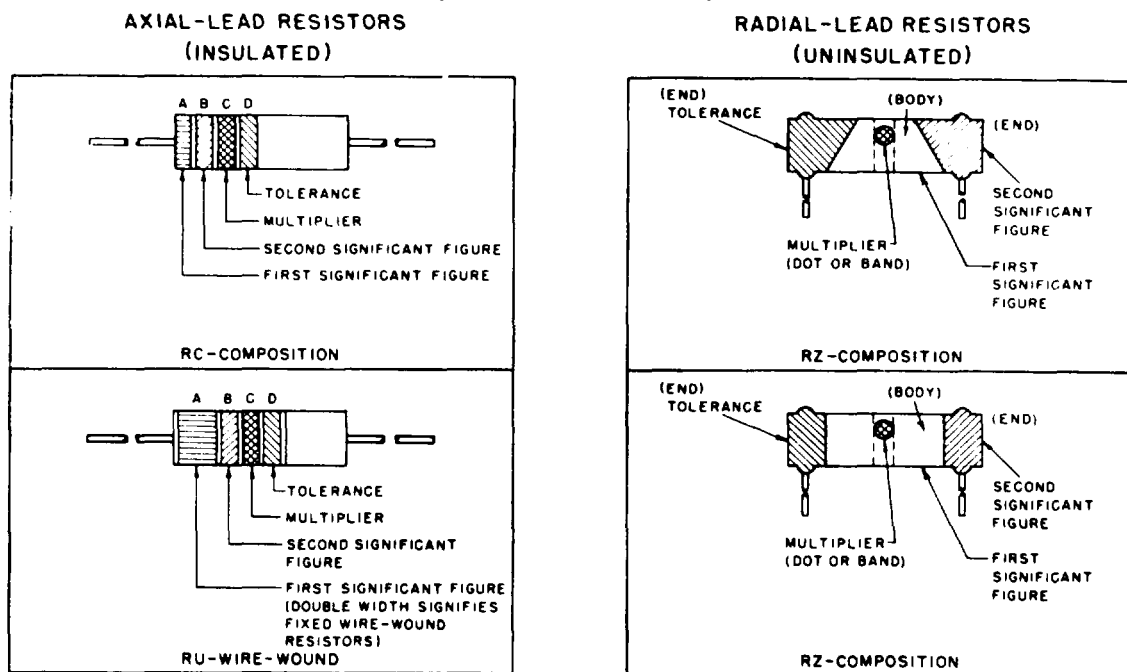 AXIAL-LEAD RESISTORS
(INSULATED)
A B C D
TOLERANCE
MULTIPLIER
SECOND SIGNIFICANT FIGURE
FIRST SIGNIFICANT FIGURE
RC-COMPOSITION
A B C D
TOLERANCE
MULTIPLIER
SECOND SIGNIFICANT
FIGURE
FIRST SIGNIFICANT FIGURE
(DOUBLE WIDTH SIGNIFIES
FIXED WIRE-WOUND
RESISTORS)
RU-WIRE-WOUND
RADIAL-LEAD RESISTORS
(UNINSULATED)
(END)
TOLERANCE
(BODY)
(END)
SECOND
SIGNIFICANT
FIGURE
MULTIPLIER
(DOT OR BAND)
FIRST
SIGNIFICANT
FIGURE
RZ-COMPOSITION
(END)
TOLERANCE
(BODY)
(END)
SECOND
SIGNIFICANT
FIGURE
MULTIPLIER
(DOT OR BAND)
FIRST
SIGNIFICANT
FIGURE
RZ-COMPOSITION